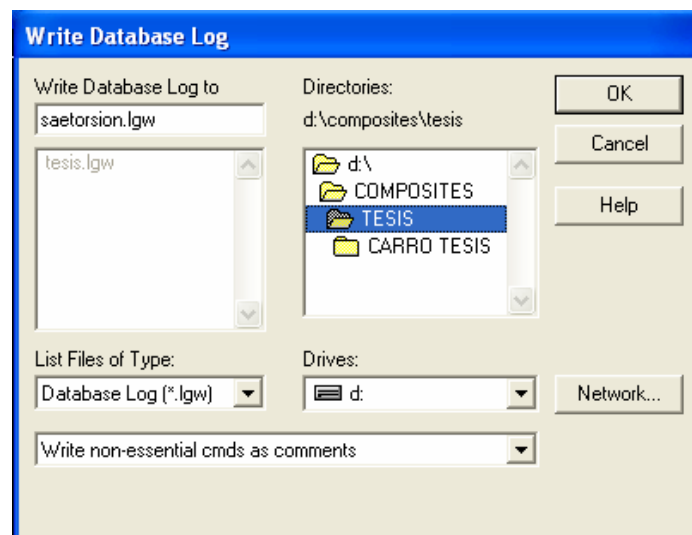 Write Database Log
Write Database Log to
saetorsion.lgw
tesis.lgw
Directories:
d:\composites\tesis
d:\
COMPOSITES
TESIS
CARRO TESIS
OK
Cancel
Help
List Files of Type:
Database Log (*.lgw)
Drives:
d:
Network...
Write non-essential cmds as comments